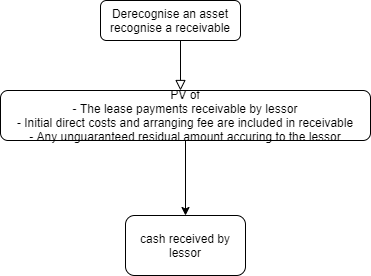 Derecognise an asset
recognise a receivable
PV of
- The lease payments receivable by lessor
- Initial direct costs and arranging fee are included in receivable
- Any unguaranteed residual amount accuring to the lessor
cash received by
lessor